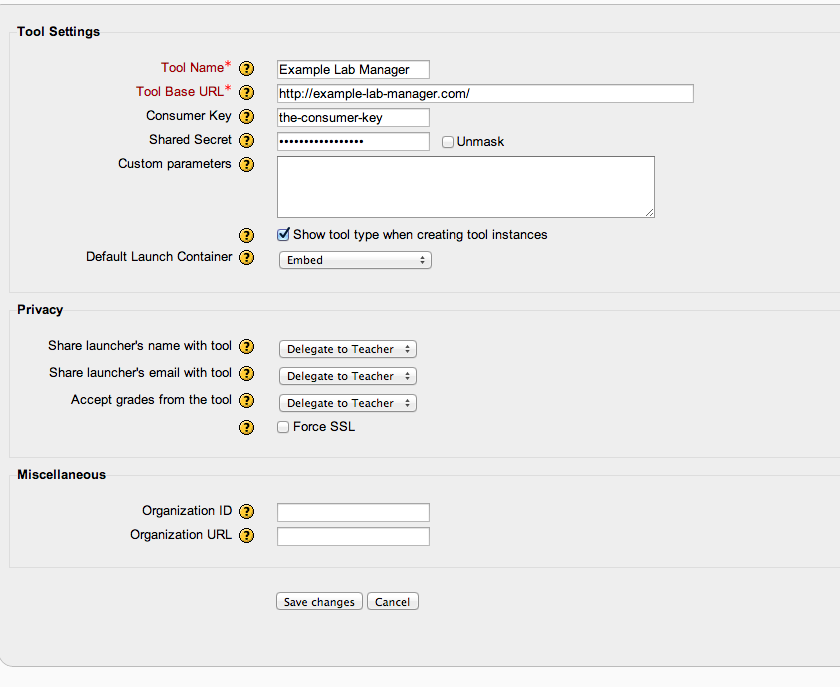 Tool Settings
Tool Name* ? Example Lab Manager
Tool Base URL* ? http://example-lab-manager.com/
Consumer Key ? the-consumer-key
Shared Secret ? ••••••••••••••••• Unmask
Custom parameters ?
? Show tool type when creating tool instances
Default Launch Container ? Embed
Privacy
Share launcher's name with tool ? Delegate to Teacher
Share launcher's email with tool ? Delegate to Teacher
Accept grades from the tool ? Delegate to Teacher
? Force SSL
Miscellaneous
Organization ID ?
Organization URL ?
Save changes Cancel